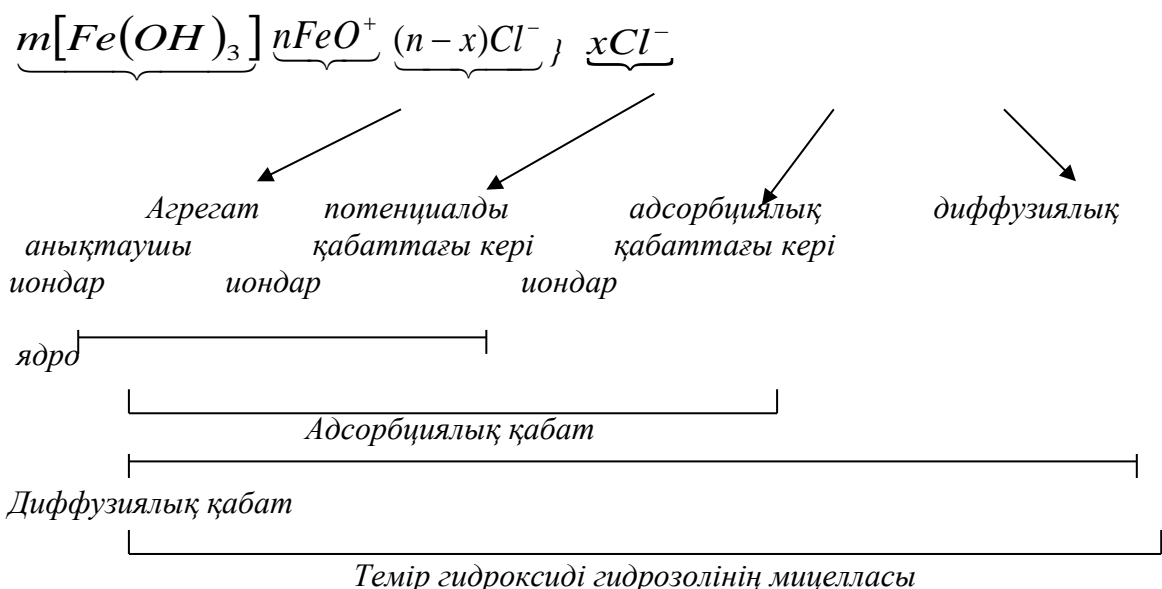 m[Fe(OH)₃] nFeO⁺ (n − x)Cl⁻ } xCl⁻
Агрегат потенциалды адсорбциялық диффузиялық
анықтаушы қабаттағы кері қабаттағы кері
иондар иондар иондар
ядро
Адсорбциялық қабат
Диффузиялық қабат
Темір гидроксиді гидрозолінің мицелласы